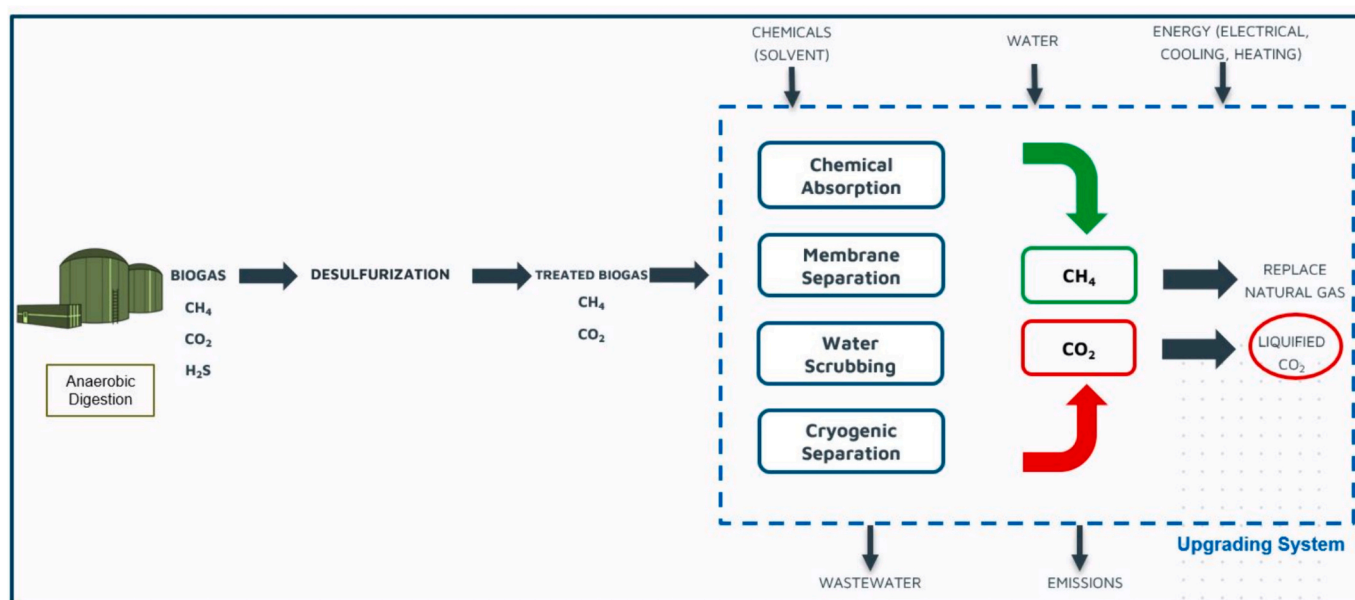 CHEMICALS
(SOLVENT)
WATER
ENERGY (ELECTRICAL,
COOLING, HEATING)
Chemical
Absorption
Membrane
Separation
Water
Scrubbing
Cryogenic
Separation
BIOGAS
CH₄
CO₂
H₂S
Anaerobic
Digestion
DESULFURIZATION
TREATED BIOGAS
CH₄
CO₂
CH₄
CO₂
REPLACE
NATURAL GAS
LIQUIFIED
CO₂
Upgrading System
WASTEWATER
EMISSIONS